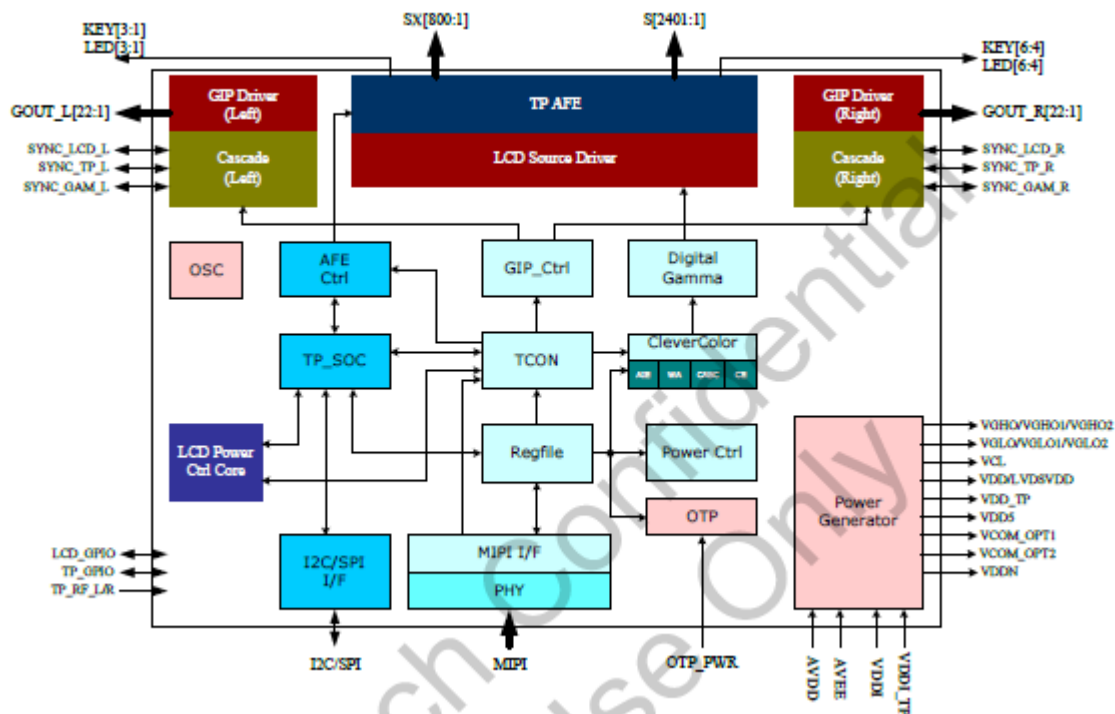 SX[800:1]
S[2401:1]
KEY[3:1]
LED[3:1]
KEY[6:4]
LED[6:4]
GIP Driver
(Left)
TP AFE
GIP Driver
(Right)
GOUT_L[22:1]
GOUT_R[22:1]
SYNC_LCD_L
SYNC_TP_L
SYNC_GAM_L
Cascade
(Left)
LCD Source Driver
Cascade
(Right)
SYNC_LCD_R
SYNC_TP_R
SYNC_GAM_R
OSC
AFE
Ctrl
GIP_Ctrl
Digital
Gamma
TP_SOC
TCON
CleverColor
CABC
CE
LCD Power
Ctrl Core
Regfile
Power Ctrl
OTP
Power
Generator
VGHO/VGHO1/VGHO2
VGLO/VGLO1/VGLO2
VCL
VDD/LVDSVDD
VDD_TP
VDD5
VCOM_OPT1
VCOM_OPT2
VDDN
LCD_GPIO
TP_GPIO
TP_RF_L/R
I2C/SPI
I/F
MIPI I/F
PHY
I2C/SPI
MIPI
OTP_PWR
AVDD
AVEE
VDDI
VDDI_TP
ch Confidential
Use Only